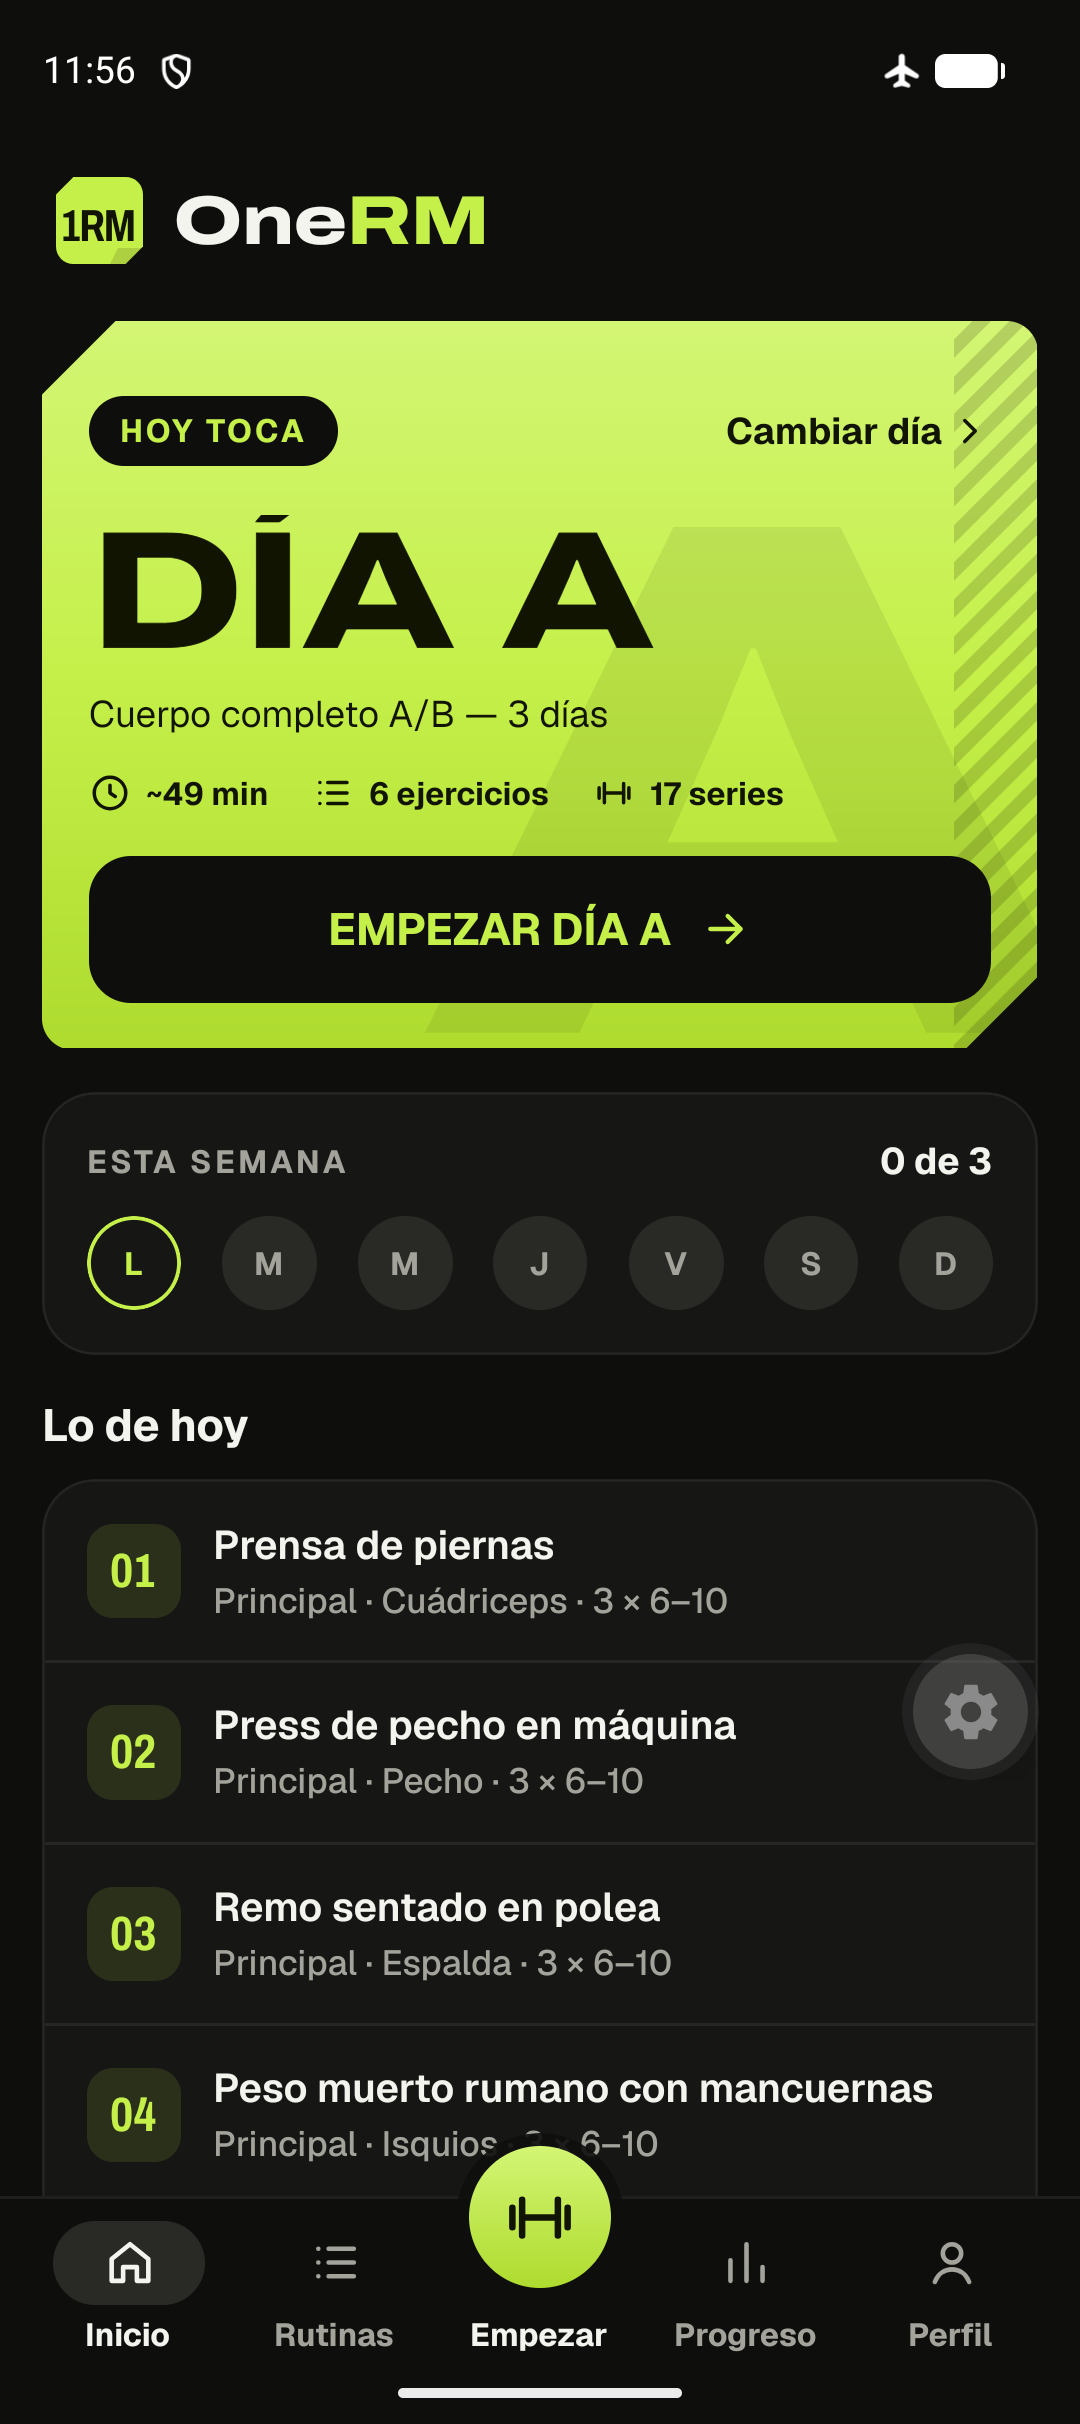 11:56
1RM OneRM
HOY TOCA
Cambiar día
DÍA A
Cuerpo completo A/B — 3 días
~49 min 6 ejercicios 17 series
EMPEZAR DÍA A
ESTA SEMANA 0 de 3
L M M J V S D
Lo de hoy
01 Prensa de piernas
Principal · Cuádriceps · 3 × 6–10
02 Press de pecho en máquina
Principal · Pecho · 3 × 6–10
03 Remo sentado en polea
Principal · Espalda · 3 × 6–10
04 Peso muerto rumano con mancuernas
Principal · Isquios · 3 × 6–10
Inicio Rutinas Empezar Progreso Perfil